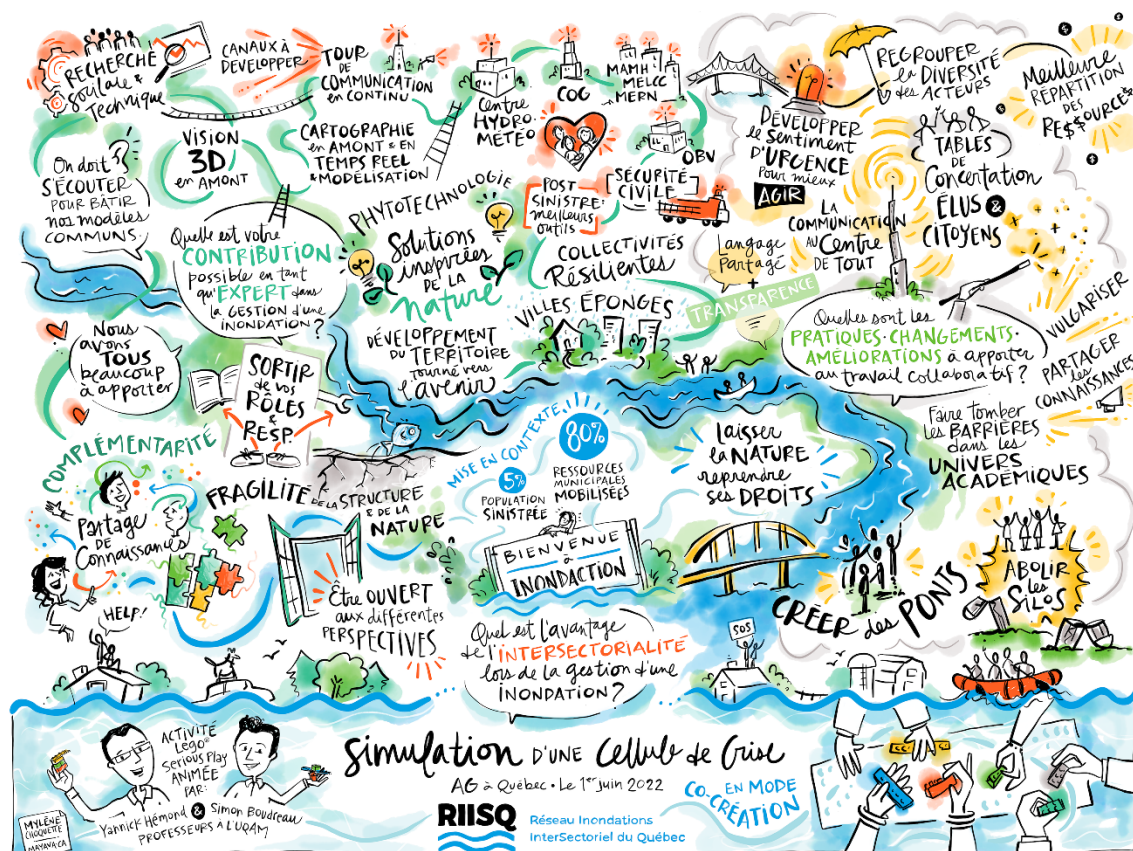 RECHERCHE
sociale &
technique
CANAUX À
DÉVELOPPER
TOUR
DE
COMMUNICATION
en CONTINU
Centre
HYDRO.
MÉTÉO
COG
MAMH
MELCC
MERN
OBV
DÉVELOPPER
le sentiment
D'URGENCE
Pour mieux
AGIR
REGROUPER
la DIVERSITÉ
des ACTEURS
Meilleure
RÉPARTITION
DES
RE$$OURCE$
On doit
S'ÉCOUTER
POUR BÂTIR
nos modèles
COMMUNS.
VISION
3D
en AMONT
CARTOGRAPHIE
en AMONT & EN
TEMPS RÉEL
& MODÉLISATION
POST
SINISTRE:
meilleurs
outils
SÉCURITÉ
CIVILE
TABLES
DE
Concertation
ÉLUS &
CITOYENS
LA
COMMUNICATION
AU Centre
DE TOUT
Quelle est votre
CONTRIBUTION
possible en tant
qu'EXPERT dans
la GESTION d'une
INONDATION?
PHYTOTECHNOLOGIE
Solutions
inspirées
DE LA
nature
COLLECTIVITÉS
Résilientes
VILLES ÉPONGES
Langage
Partagé
+
TRANSPARENCE
Quelles sont les
PRATIQUES · CHANGEMENTS ·
AMÉLIORATIONS à apporter
au travail collaboratif?
VULGARISER
PARTAGER
les
CONNAISSANCES
Nous
avons
TOUS
beaucoup
à apporter
SORTIR
de vos
RÔLES
&
RESP.
DÉVELOPPEMENT
DU TERRITOIRE
TOURNÉ vers
l'avenir
MISE EN CONTEXTE
80%
RESSOURCES
MUNICIPALES
MOBILISÉES
5%
POPULATION
SINISTRÉE
Laisser
la NATURE
reprendre
ses DROITS
Faire tomber
les BARRIÈRES
dans les
UNIVERS
ACADÉMIQUES
COMPLÉMENTARITÉ
Partage
DE
Connaissances
FRAGILITÉ DE LA STRUCTURE
& DE LA
NATURE
BIENVENUE
à
INONDACTION
Être OUVERT
aux différentes
PERSPECTIVES
CRÉER des PONTS
ABOLIR
les
SILOS
HELP!
Quel est l'avantage
de l'INTERSECTORIALITÉ
lors de la gestion d'une
INONDATION?
SOS
ACTIVITÉ
Lego®
Serious Play
ANIMÉE
PAR:
Yannick Hémond & Simon Boudreau
PROFESSEURS À L'UQAM
MYLÈNE
CHOQUETTE
MAYAVA.CA
Simulation D'UNE Cellule de Crise
AG à Québec · Le 1er juin 2022
RIISQ
Réseau Inondations
InterSectoriel du Québec
EN MODE
CO-CRÉATION